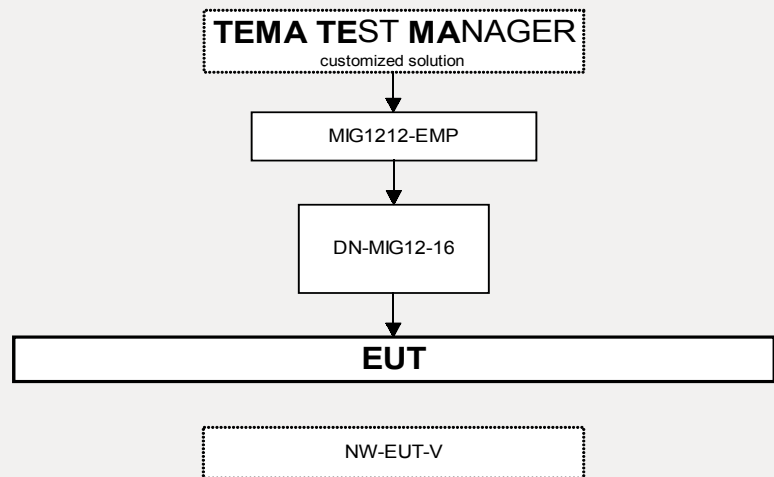 TEMA TEST MANAGER
customized solution
MIG1212-EMP
DN-MIG12-16
EUT
NW-EUT-V